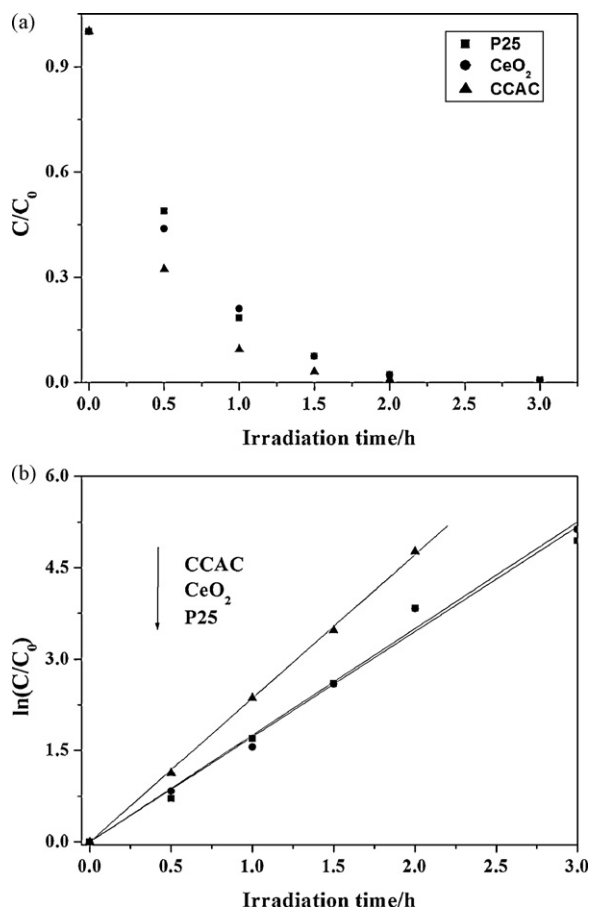 (a)
P25
CeO₂
CCAC
C/C₀
0.9
0.6
0.3
0.0
0.0 0.5 1.0 1.5 2.0 2.5 3.0
Irradiation time/h
(b)
6.0
4.5
3.0
1.5
0.0
CCAC
CeO₂
P25
ln(C/C₀)
0.0 0.5 1.0 1.5 2.0 2.5 3.0
Irradiation time/h